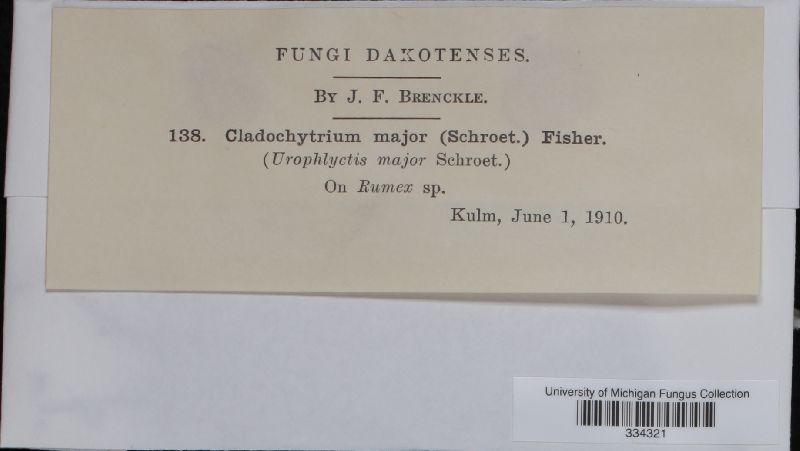 FUNGI DAKOTENSES.
BY J. F. BRENCKLE.
138. Cladochytrium major (Schroet.) Fisher.
(Urophlyctis major Schroet.)
On Rumex sp.
Kulm, June 1, 1910.
University of Michigan Fungus Collection
334321